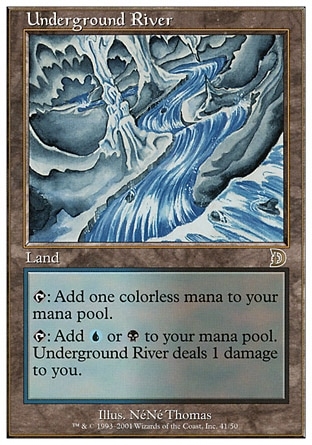 Underground River
Land
: Add one colorless mana to your
mana pool.
: Add or to your mana pool.
Underground River deals 1 damage
to you.
Illus. NéNé Thomas
™ & © 1993-2001 Wizards of the Coast, Inc. 41/50